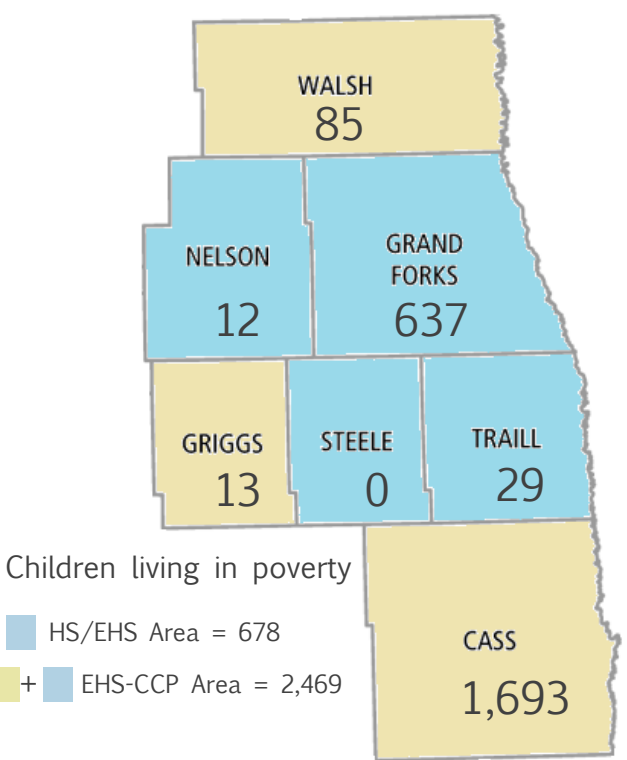 WALSH
85
NELSON
12
GRAND
FORKS
637
GRIGGS
13
STEELE
0
TRAILL
29
Children living in poverty
HS/EHS Area = 678
+ EHS-CCP Area = 2,469
CASS
1,693